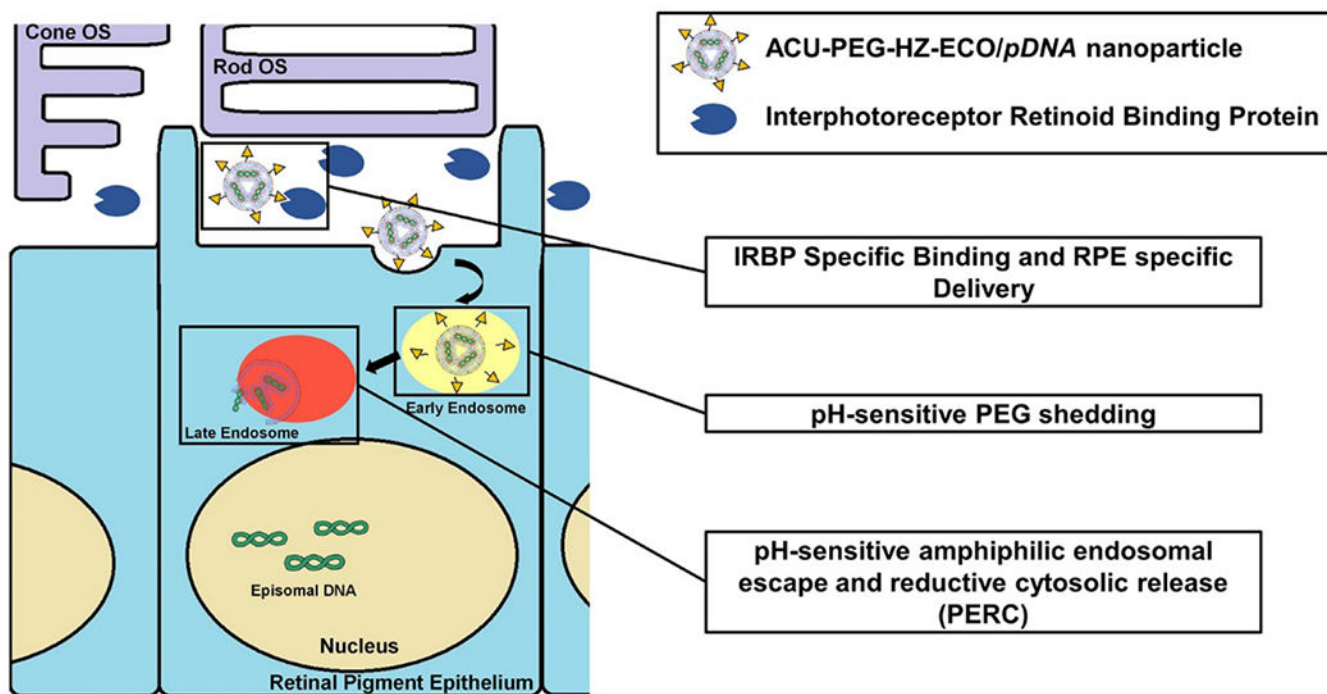 Cone OS
Rod OS
ACU-PEG-HZ-ECO/pDNA nanoparticle
Interphotoreceptor Retinoid Binding Protein
IRBP Specific Binding and RPE specific
Delivery
Early Endosome
pH-sensitive PEG shedding
Late Endosome
pH-sensitive amphiphilic endosomal
escape and reductive cytosolic release
(PERC)
Episomal DNA
Nucleus
Retinal Pigment Epithelium